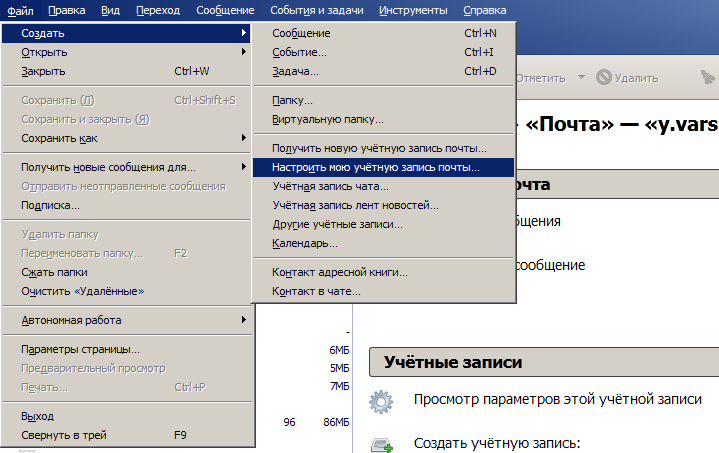 Файл Правка Вид Переход Сообщение События и задачи Инструменты Справка
Создать
Открыть
Закрыть Ctrl+W
Сохранить (Л) Ctrl+Shift+S
Сохранить и закрыть (Я)
Сохранить как
Получить новые сообщения для...
Отправить неотправленные сообщения
Подписка...
Удалить папку
Переименовать папку... F2
Сжать папки
Очистить «Удалённые»
Автономная работа
Параметры страницы...
Предварительный просмотр
Печать... Ctrl+P
Выход
Свернуть в трей F9
Сообщение Ctrl+N
Событие... Ctrl+I
Задача... Ctrl+D
Папку...
Виртуальную папку...
Получить новую учётную запись почты...
Настроить мою учётную запись почты...
Учётная запись чата...
Учётная запись лент новостей...
Другие учётные записи...
Календарь...
Контакт адресной книги...
Контакт в чате...
Отметить Удалить
«Почта» — «y.vars
-
6МБ
5МБ
7МБ
96 86МБ
Учётные записи
Просмотр параметров этой учётной записи
Создать учётную запись: